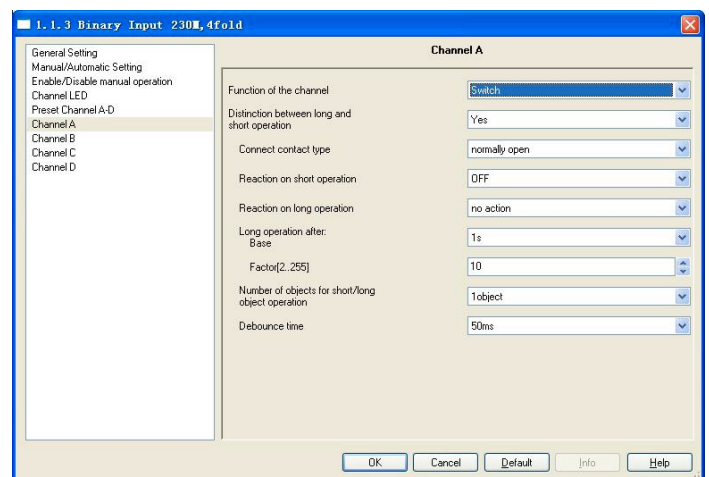 1.1.3 Binary Input 230M,4fold
General Setting
Manual/Automatic Setting
Enable/Disable manual operation
Channel LED
Preset Channel A-D
Channel A
Channel B
Channel C
Channel D
Channel A
Function of the channel
Switch
Distinction between long and
short operation
Yes
Connect contact type
normally open
Reaction on short operation
OFF
Reaction on long operation
no action
Long operation after:
Base
1s
Factor[2..255]
10
Number of objects for short/long
object operation
1object
Debounce time
50ms
OK
Cancel
Default
Info
Help